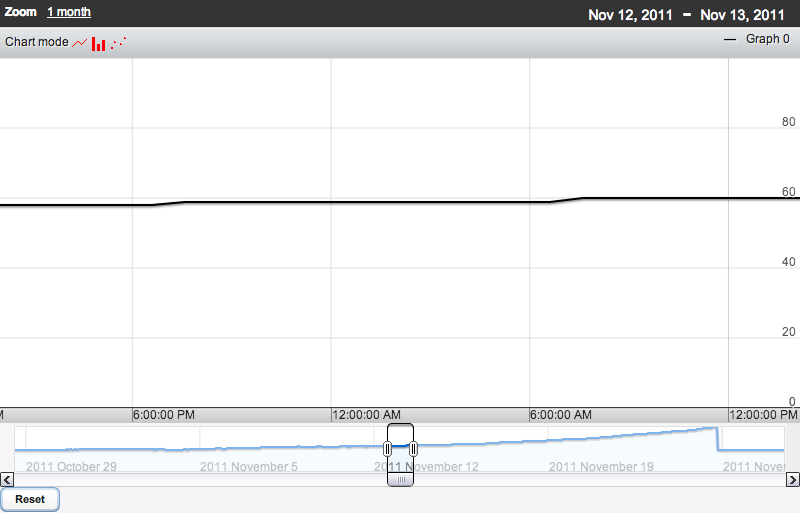 Zoom 1 month Nov 12, 2011 – Nov 13, 2011
Chart mode — Graph 0
80
60
40
20
0
M 6:00:00 PM 12:00:00 AM 6:00:00 AM 12:00:00 PM
2011 October 29 2011 November 5 2011 November 12 2011 November 19 2011 Nover
Reset